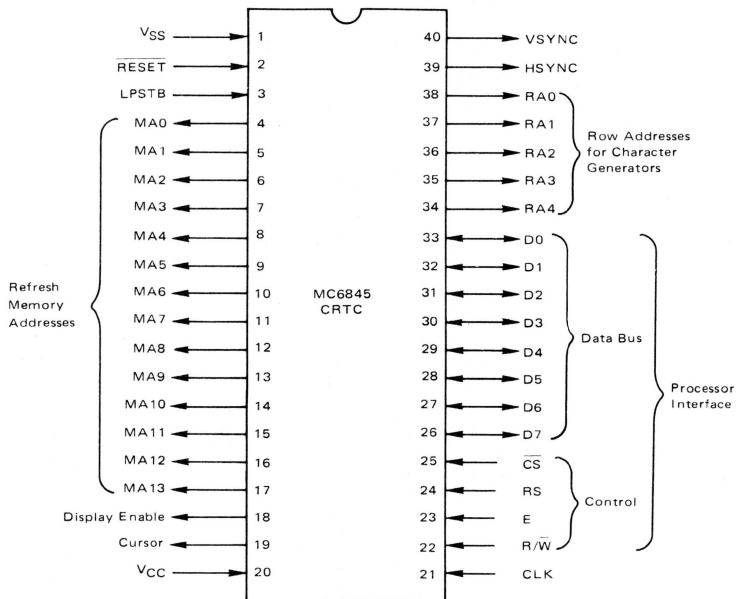 VSS 1 40 VSYNC
RESET 2 39 HSYNC
LPSTB 3 38 RA0
MA0 4 37 RA1
MA1 5 36 RA2
MA2 6 35 RA3
MA3 7 34 RA4
Row Addresses
for Character
Generators
MA4 8 33 D0
MA5 9 32 D1
MA6 10 31 D2
MA7 11 30 D3
MA8 12 29 D4
MA9 13 28 D5
MA10 14 27 D6
MA11 15 26 D7
MA12 16 25 CS
MA13 17 24 RS
Display Enable 18 23 E
Cursor 19 22 R/W
VCC 20 21 CLK
Refresh
Memory
Addresses
MC6845
CRTC
Data Bus
Processor
Interface
Control